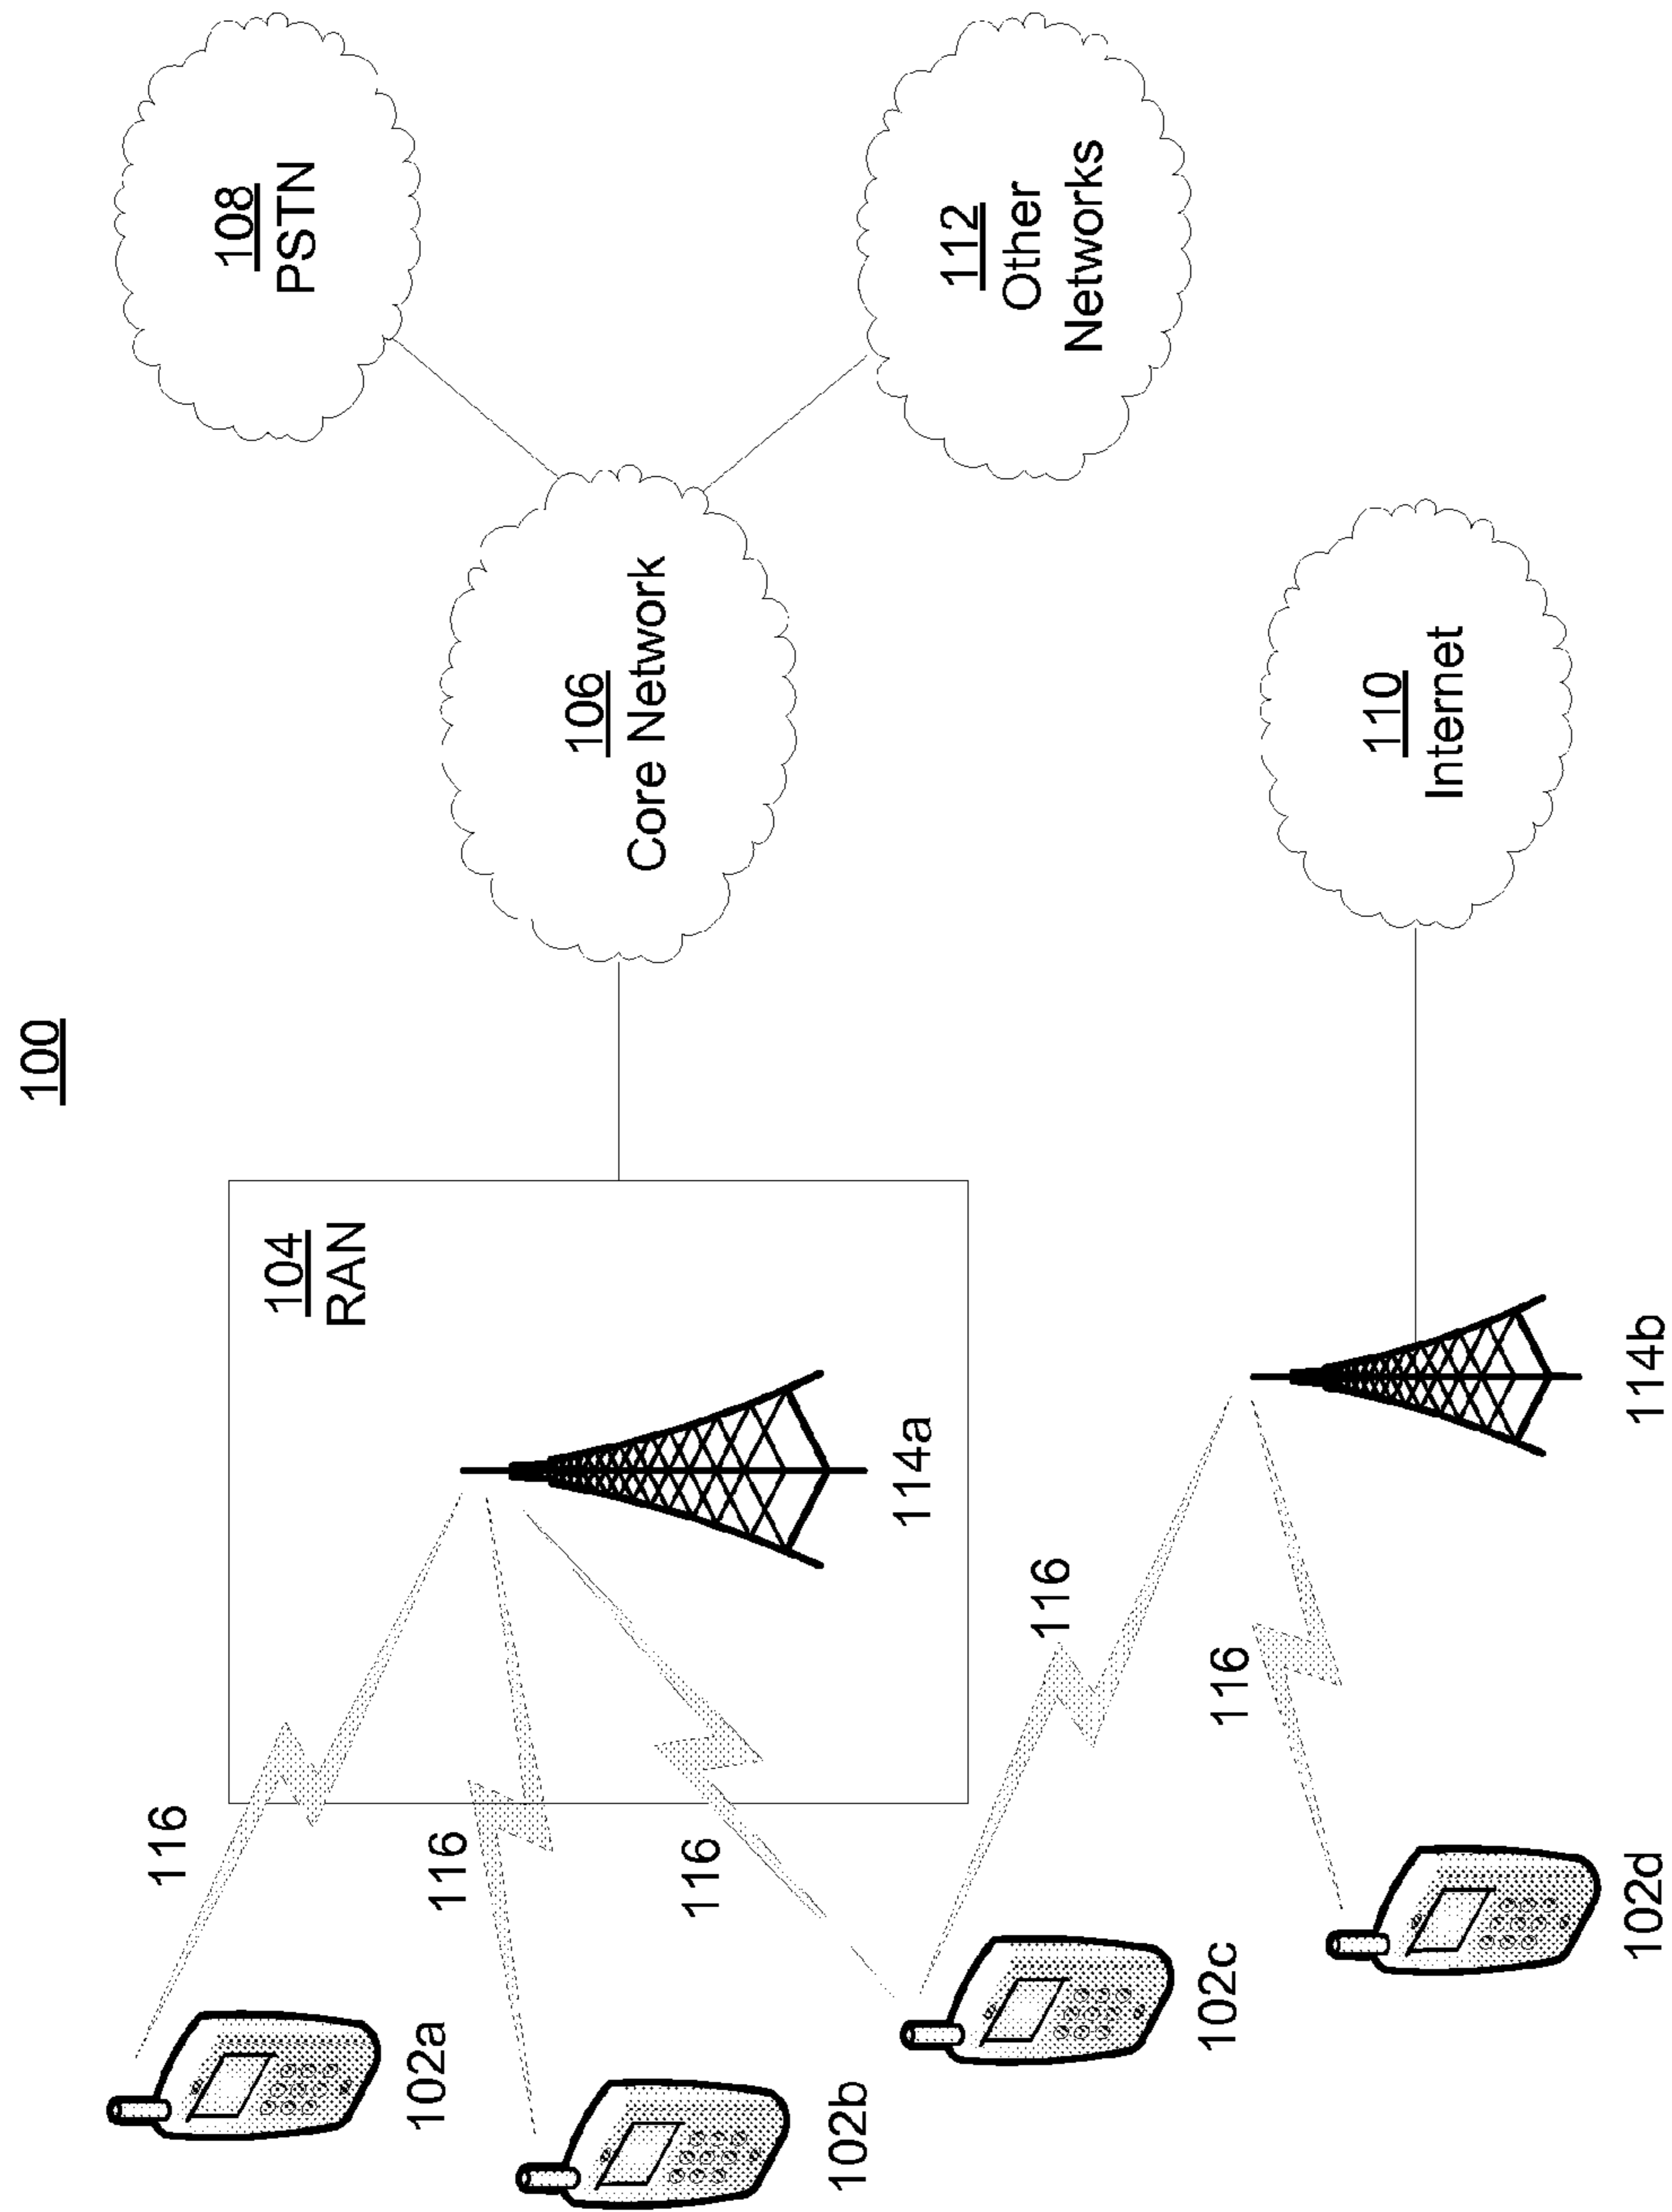 100
102a
116
102b
116
116
102c
116
116
102d
104
RAN
114a
114b
106
Core Network
110
Internet
108
PSTN
112
Other
Networks